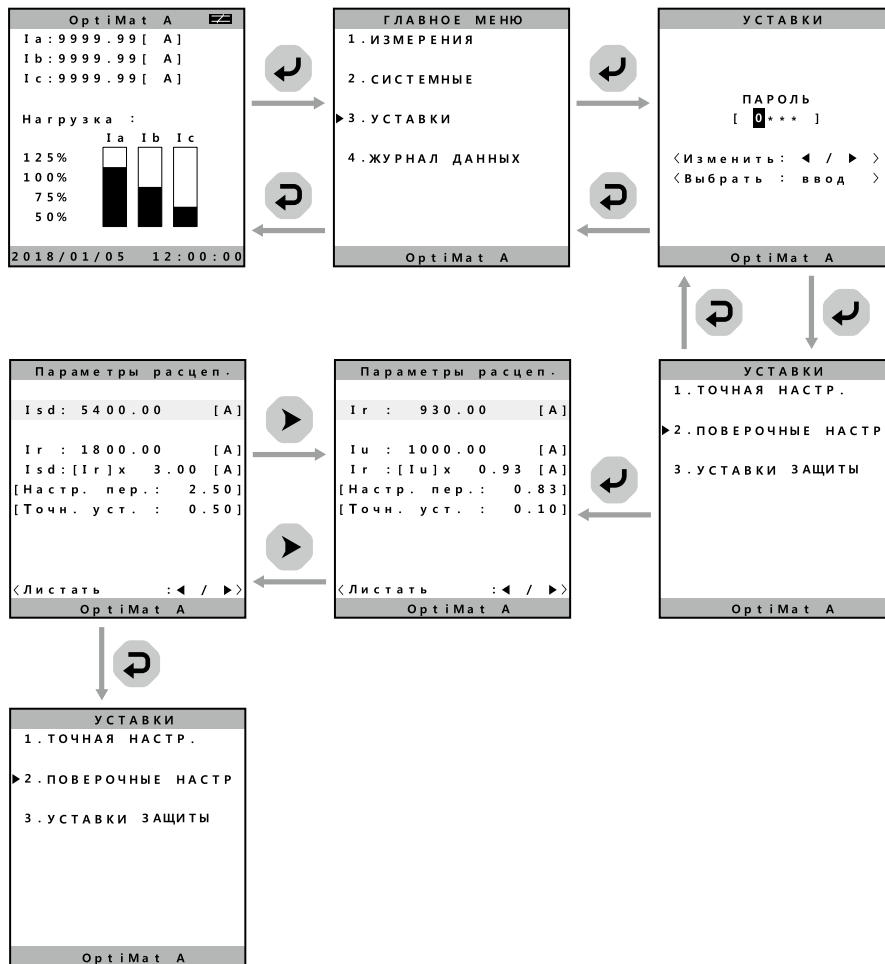 OptiMat A
Ia:9999.99[ A]
Ib:9999.99[ A]
Ic:9999.99[ A]
Нагрузка :
Ia Ib Ic
125%
100%
75%
50%
2018/01/05 12:00:00
ГЛАВНОЕ МЕНЮ
1.ИЗМЕРЕНИЯ
2.СИСТЕМНЫЕ
▶3.УСТАВКИ
4.ЖУРНАЛ ДАННЫХ
OptiMat A
УСТАВКИ
ПАРОЛЬ
[ 0*** ]
〈Изменить: ◀ / ▶ 〉
〈Выбрать : ввод 〉
OptiMat A
Параметры расцеп.
Isd: 5400.00 [A]
Ir : 1800.00 [A]
Isd:[Ir]x 3.00 [A]
[Настр. пер.: 2.50]
[Точн. уст. : 0.50]
〈Листать :◀ / ▶〉
OptiMat A
Параметры расцеп.
Ir : 930.00 [A]
Iu : 1000.00 [A]
Ir :[Iu]x 0.93 [A]
[Настр. пер.: 0.83]
[Точн. уст. : 0.10]
〈Листать :◀ / ▶〉
OptiMat A
УСТАВКИ
1.ТОЧНАЯ НАСТР.
▶2.ПОВЕРОЧНЫЕ НАСТР
3.УСТАВКИ ЗАЩИТЫ
OptiMat A
УСТАВКИ
1.ТОЧНАЯ НАСТР.
▶2.ПОВЕРОЧНЫЕ НАСТР
3.УСТАВКИ ЗАЩИТЫ
OptiMat A